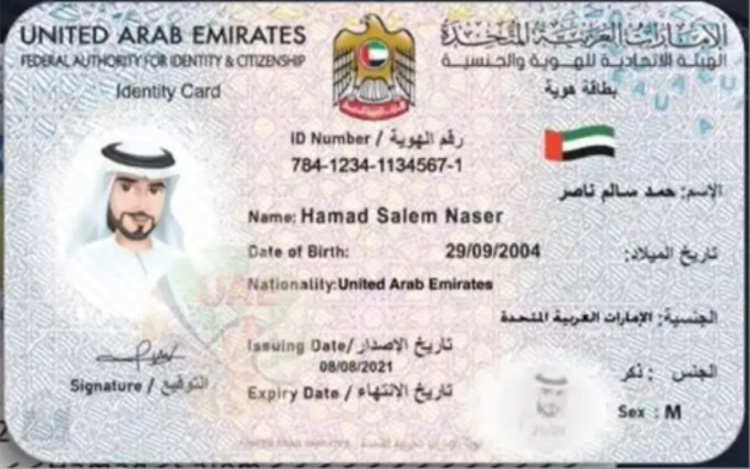 UNITED ARAB EMIRATES
الإمارات العربية المتحدة
FEDERAL AUTHORITY FOR IDENTITY & CITIZENSHIP
الهيئة الاتحادية للهوية والجنسية
Identity Card
بطاقة هوية
ID Number / رقم الهوية
784-1234-1134567-1
الإسم: حمد سالم ناصر
Name: Hamad Salem Naser
Date of Birth: 29/09/2004 تاريخ الميلاد:
Nationality: United Arab Emirates
الجنسية: الإمارات العربية المتحدة
UAE
Issuing Date / تاريخ الإصدار
08/08/2021
Expiry Date / تاريخ الانتهاء
الجنس : ذكر
Sex : M
Signature / التوقيع